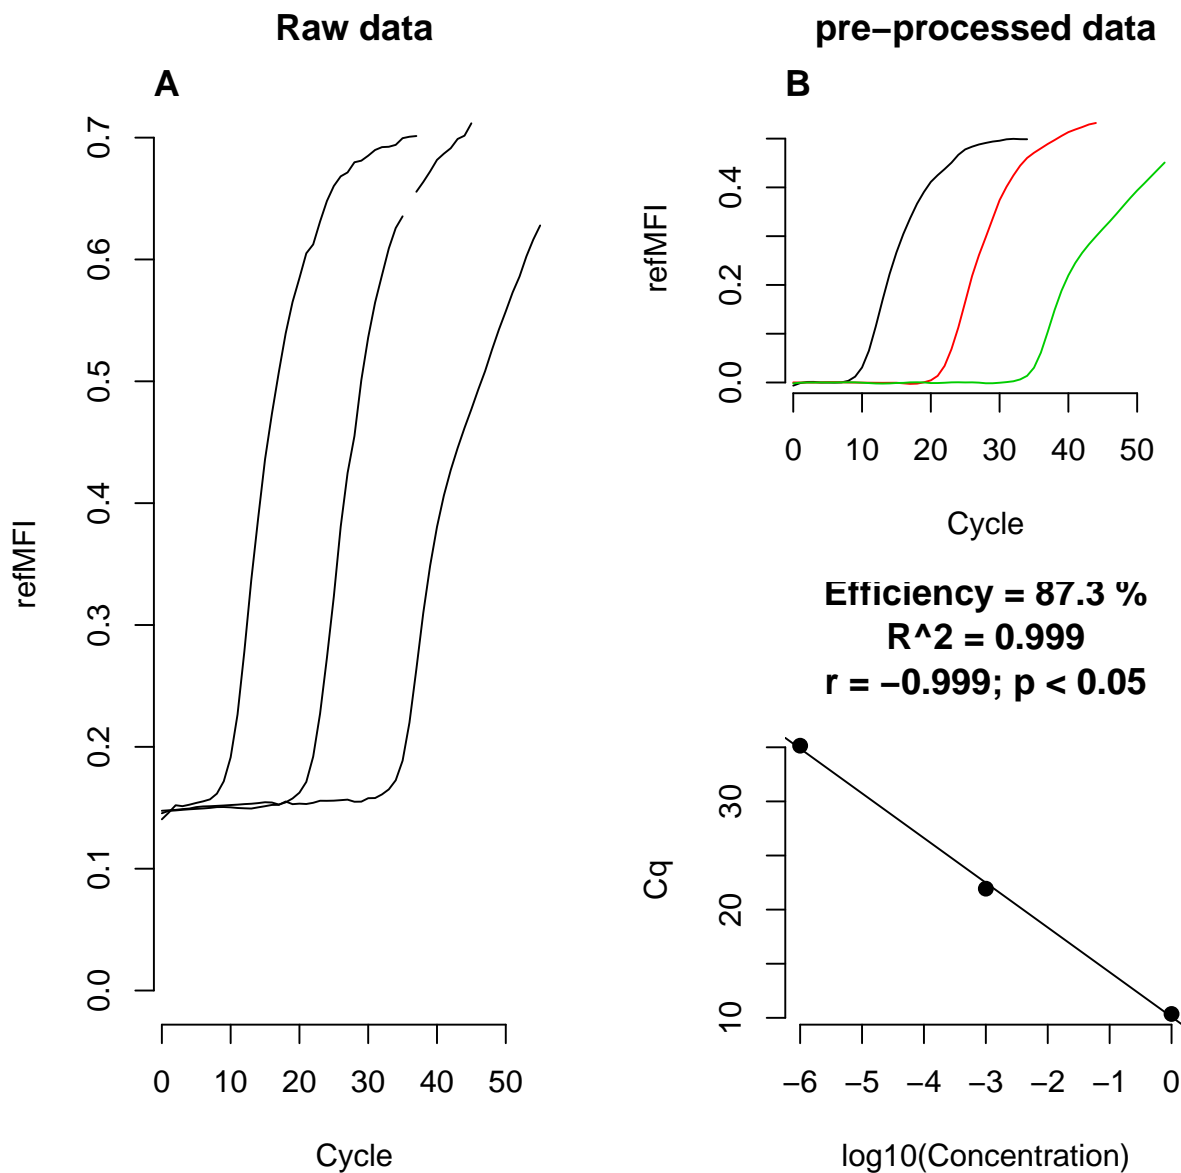 Raw data
A
refMFI
0.0 0.1 0.2 0.3 0.4 0.5 0.6 0.7
0 10 20 30 40 50
Cycle
pre−processed data
B
refMFI
0.0 0.2 0.4
0 10 20 30 40 50
Cycle
Efficiency = 87.3 %
R^2 = 0.999
r = −0.999; p < 0.05
Cq
10 20 30
−6 −5 −4 −3 −2 −1 0
log10(Concentration)